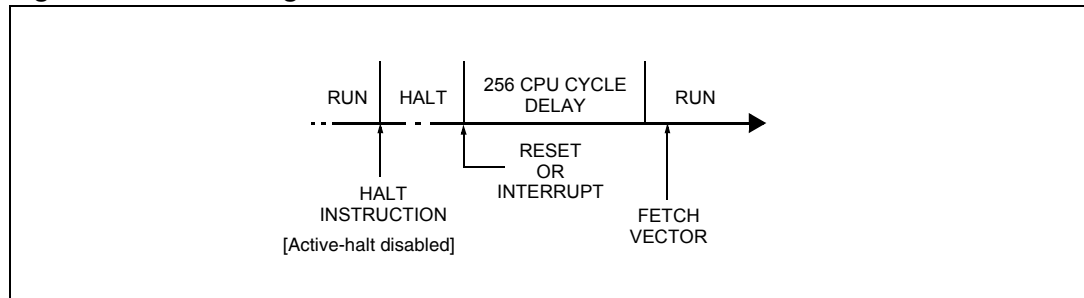 RUN HALT 256 CPU CYCLE DELAY RUN
RESET
OR
INTERRUPT
HALT
INSTRUCTION
[Active-halt disabled]
FETCH
VECTOR